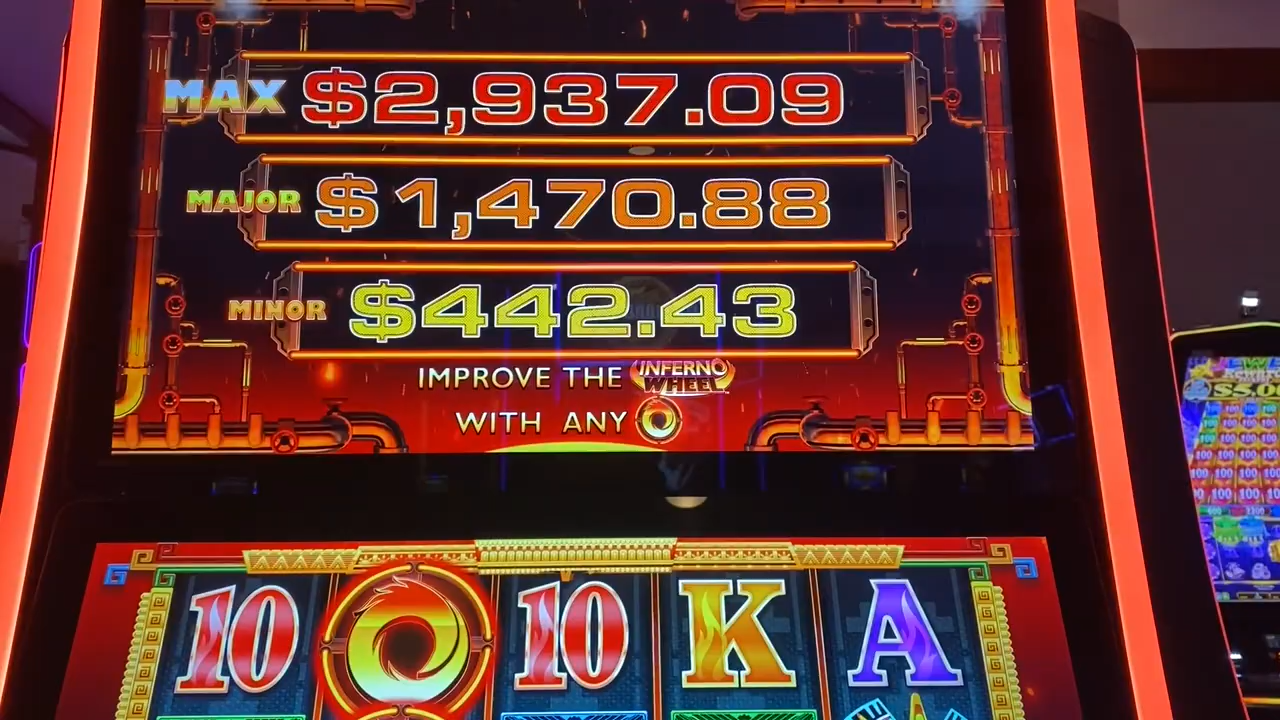 MAX $2,937.09
MAJOR $1,470.88
MINOR $442.43
IMPROVE THE INFERNO WHEEL
WITH ANY
10 10 K A